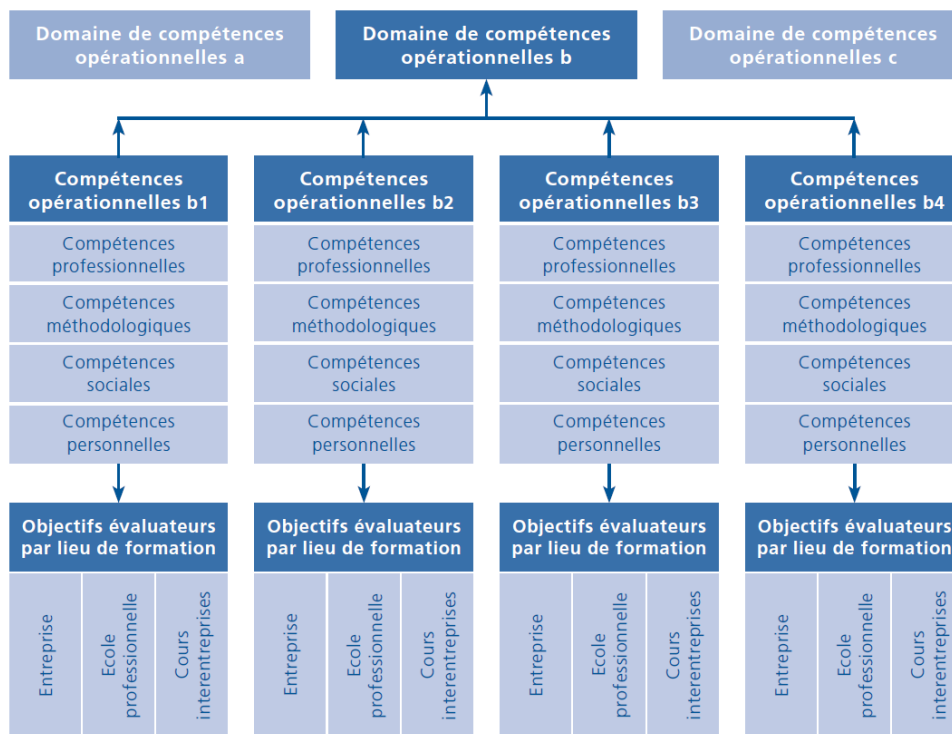 Domaine de compétences
opérationnelles a
Domaine de compétences
opérationnelles b
Domaine de compétences
opérationnelles c
Compétences
opérationnelles b1
Compétences
professionnelles
Compétences
méthodologiques
Compétences
sociales
Compétences
personnelles
Objectifs évaluateurs
par lieu de formation
Entreprise
Ecole
professionnelle
Cours
interentreprises
Compétences
opérationnelles b2
Compétences
professionnelles
Compétences
méthodologiques
Compétences
sociales
Compétences
personnelles
Objectifs évaluateurs
par lieu de formation
Entreprise
Ecole
professionnelle
Cours
interentreprises
Compétences
opérationnelles b3
Compétences
professionnelles
Compétences
méthodologiques
Compétences
sociales
Compétences
personnelles
Objectifs évaluateurs
par lieu de formation
Entreprise
Ecole
professionnelle
Cours
interentreprises
Compétences
opérationnelles b4
Compétences
professionnelles
Compétences
méthodologiques
Compétences
sociales
Compétences
personnelles
Objectifs évaluateurs
par lieu de formation
Entreprise
Ecole
professionnelle
Cours
interentreprises